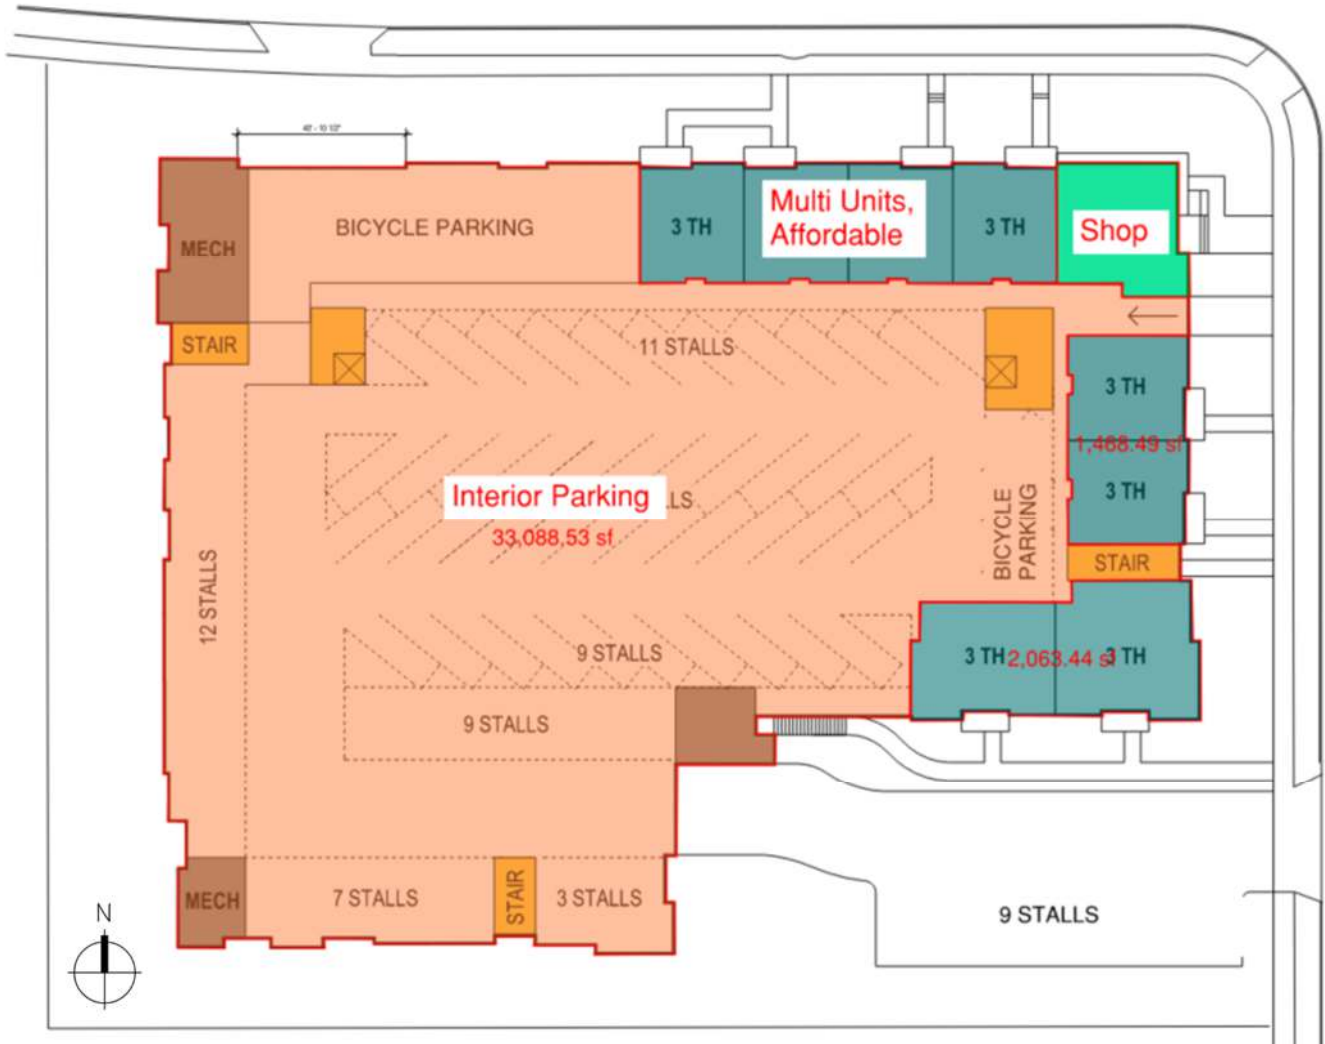 BICYCLE PARKING
3 TH
Multi Units,
Affordable
3 TH
Shop
MECH
STAIR
11 STALLS
3 TH
1,468.49 sf
3 TH
Interior Parking
LLS
33,088,53 sf
BICYCLE
PARKING
STAIR
12 STALLS
9 STALLS
3 TH
2,063.44 sf
3 TH
9 STALLS
MECH
7 STALLS
STAIR
3 STALLS
9 STALLS
N